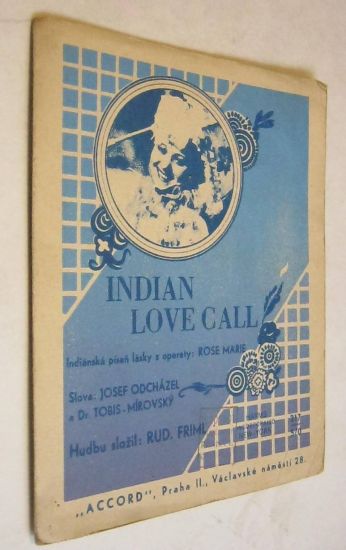 INDIAN
LOVE CALL
Indiánská píseň lásky z operety: ROSE MARIE
Slova: JOSEF ODCHÁZEL
a Dr. TOBIS-MÍROVSKÝ
Hudbu složil: RUD. FRIML
„ACCORD", Praha II., Václavské náměstí 28.